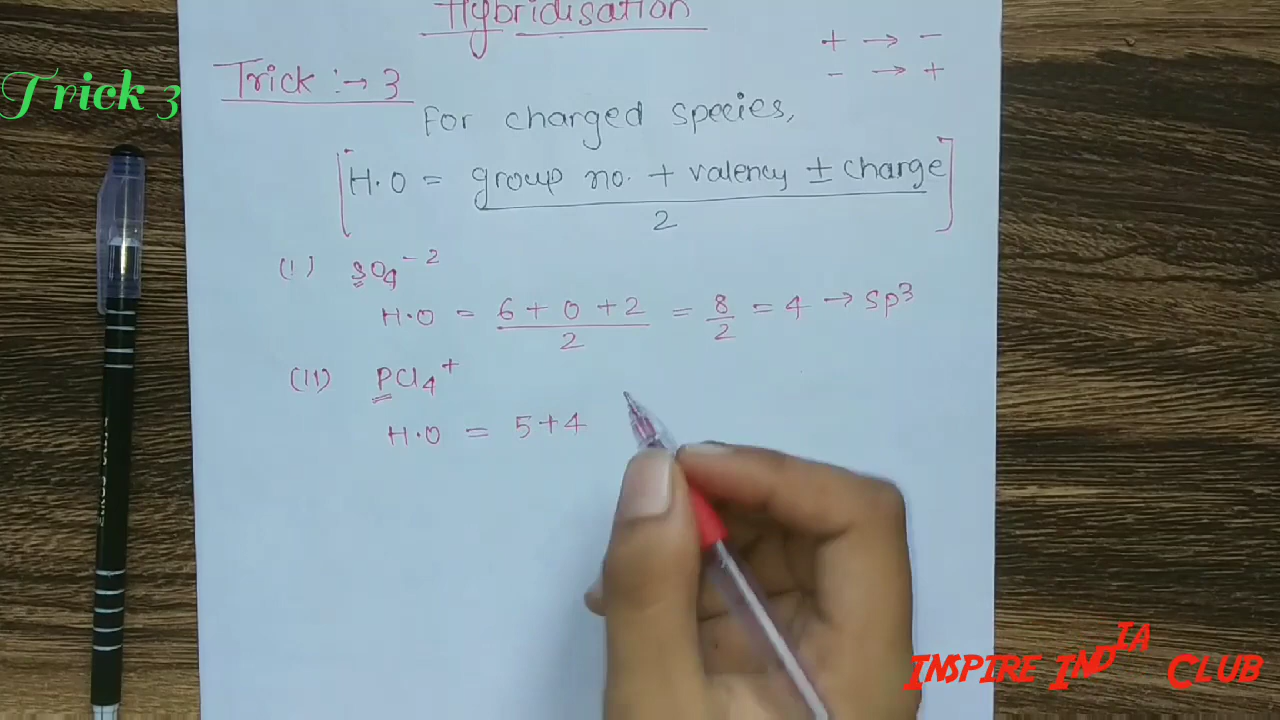 Hybridisation
+ → -
- → +
Trick :→ 3
Trick 3
For charged species,
[H.O = group no. + valency ± charge / 2]
(I) SO4^-2
H.O = 6 + 0 + 2 / 2 = 8/2 = 4 → sp³
(II) PCl4^+
H.O = 5+4
INSPIRE INDIA CLUB